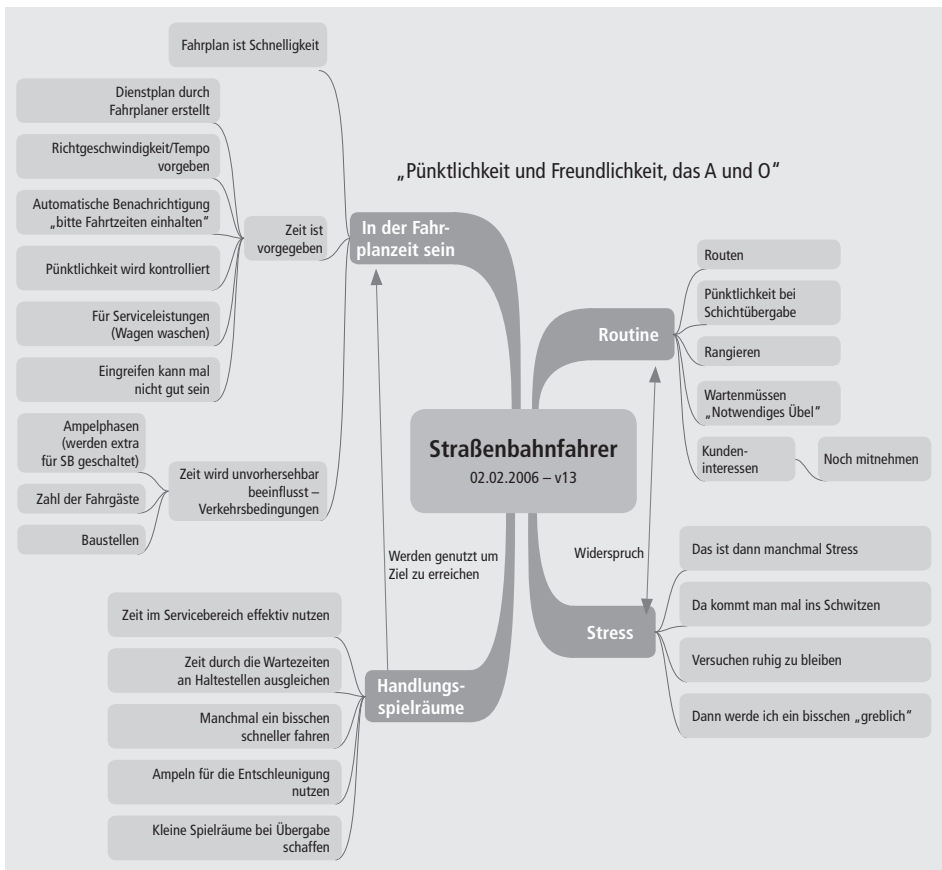 Fahrplan ist Schnelligkeit
Dienstplan durch
Fahrplaner erstellt
Richtgeschwindigkeit/Tempo
vorgeben
Automatische Benachrichtigung
„bitte Fahrtzeiten einhalten“
Pünktlichkeit wird kontrolliert
Für Serviceleistungen
(Wagen waschen)
Eingreifen kann mal
nicht gut sein
Zeit ist
vorgegeben
In der Fahr-
planzeit sein
Ampelphasen
(werden extra
für SB geschaltet)
Zahl der Fahrgäste
Baustellen
Zeit wird unvorhersehbar
beeinflusst –
Verkehrsbedingungen
„Pünktlichkeit und Freundlichkeit, das A und O“
Routine
Routen
Pünktlichkeit bei
Schichtübergabe
Rangieren
Wartenmüssen
„Notwendiges Übel“
Kunden-
interessen
Noch mitnehmen
Straßenbahnfahrer
02.02.2006 – v13
Werden genutzt um
Ziel zu erreichen
Widerspruch
Stress
Das ist dann manchmal Stress
Da kommt man mal ins Schwitzen
Versuchen ruhig zu bleiben
Dann werde ich ein bisschen „greblich“
Zeit im Servicebereich effektiv nutzen
Zeit durch die Wartezeiten
an Haltestellen ausgleichen
Manchmal ein bisschen
schneller fahren
Ampeln für die Entschleunigung
nutzen
Kleine Spielräume bei Übergabe
schaffen
Handlungs-
spielräume